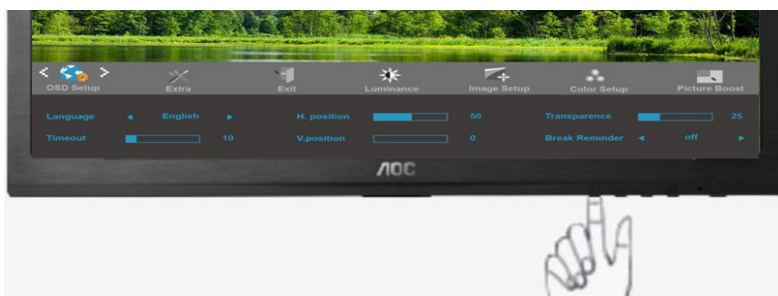 < >
OSD Setup Extra Exit Luminance Image Setup Color Setup Picture Boost
Language English H. position 50 Transparence 25
Timeout 10 V.position 0 Break Reminder off
AOC